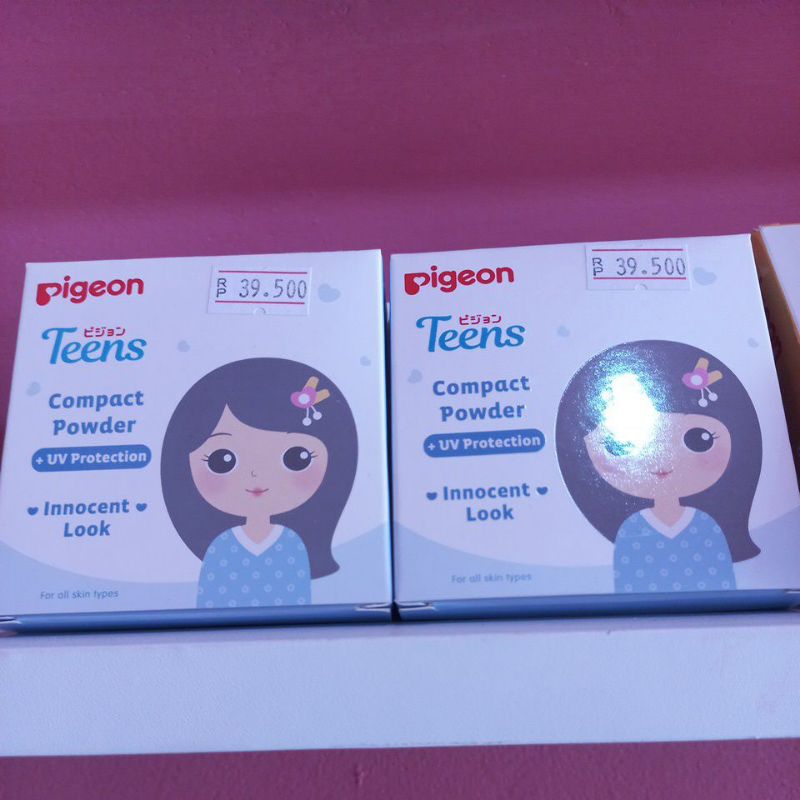 Pigeon
RP 39.500
ピジョン
Teens
Compact
Powder
+ UV Protection
Innocent
Look
For all skin types
Pigeon
RP 39.500
ピジョン
Teens
Compact
Powder
+ UV Protection
Innocent
Look
For all skin types